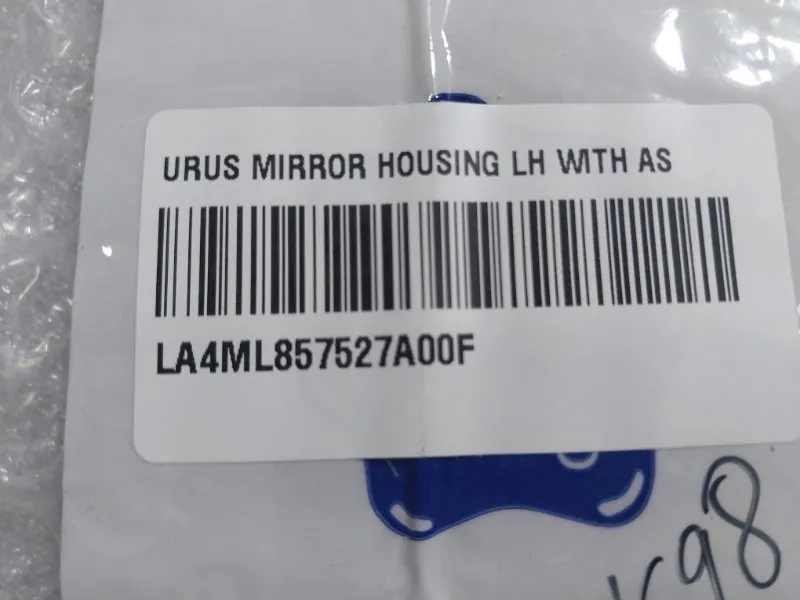 URUS MIRROR HOUSING LH WITH AS
LA4ML857527A00F